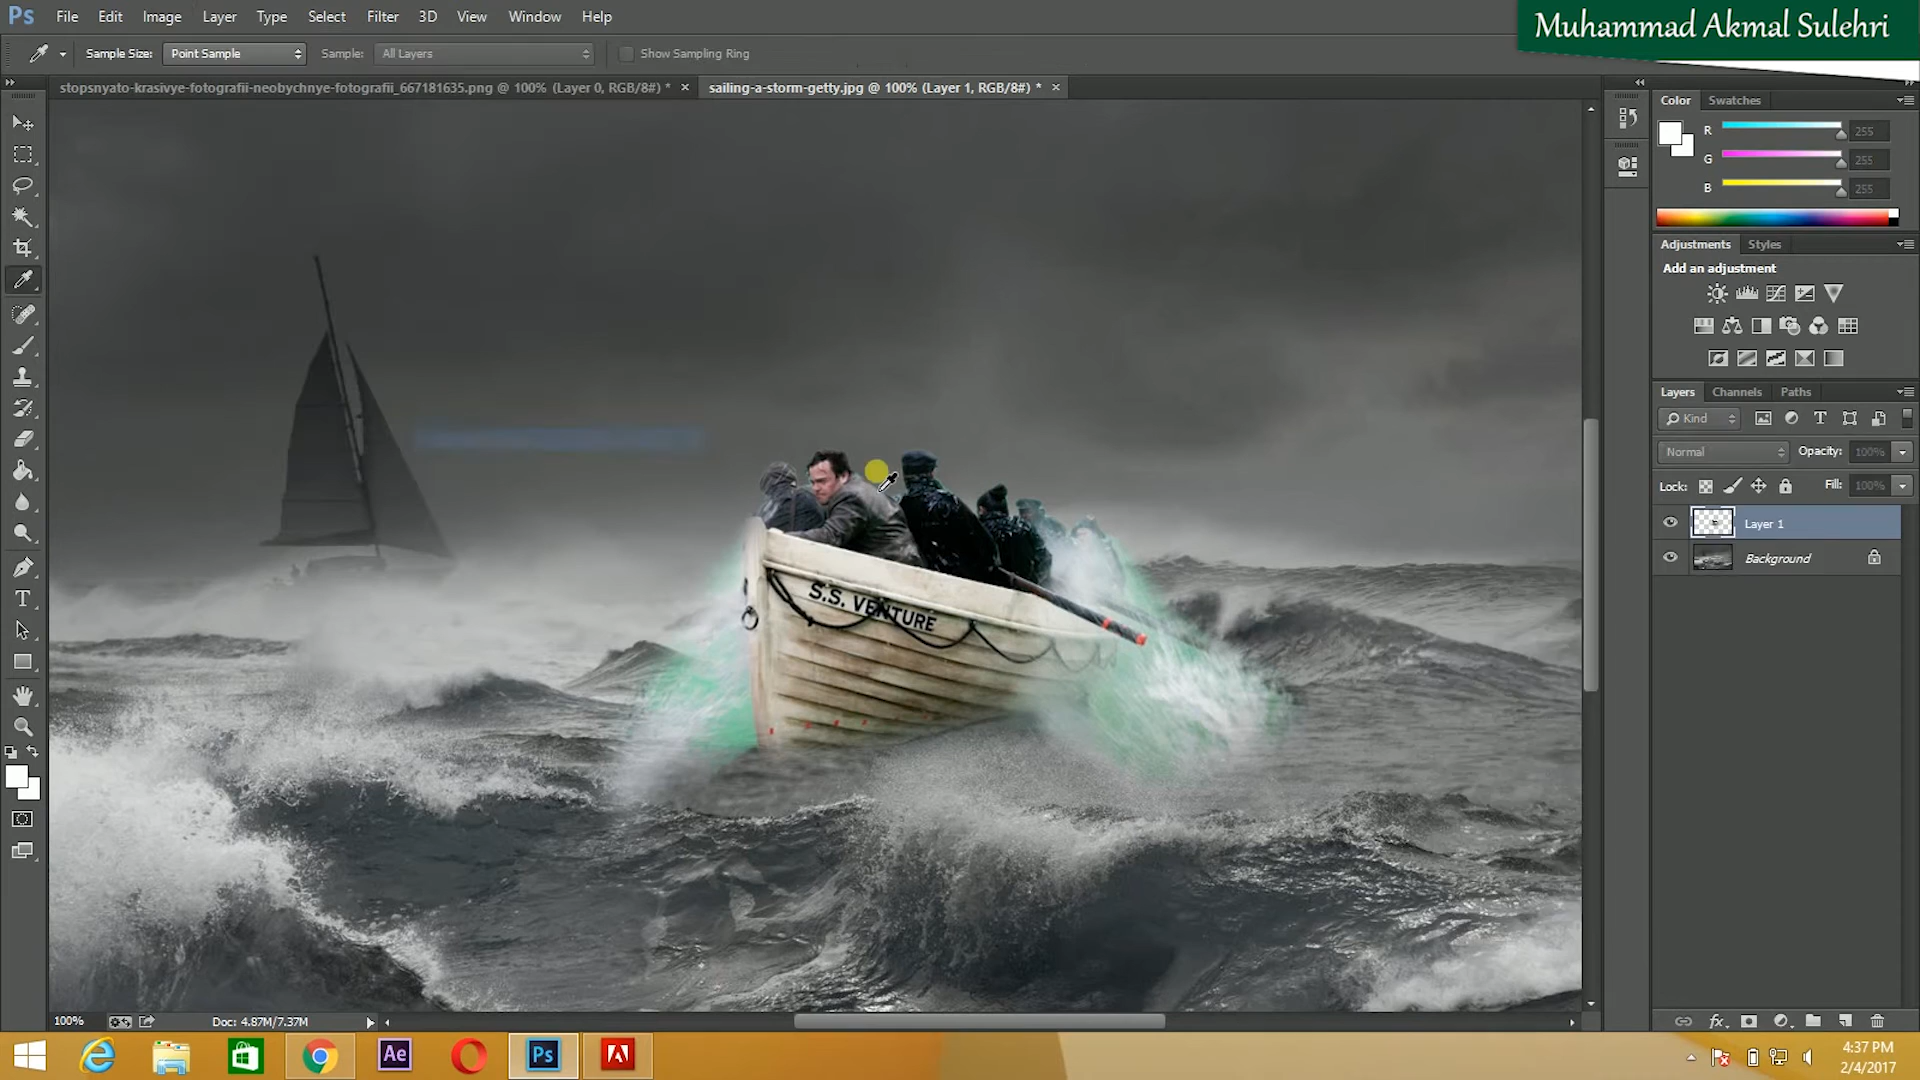 Ps File Edit Image Layer Type Select Filter 3D View Window Help
Muhammad Akmal Sulehri
Sample Size: Point Sample Sample: All Layers Show Sampling Ring
stopsnyato-krasivye-fotografii-neobychnye-fotografii_667181635.png @ 100% (Layer 0, RGB/8#) * ×
sailing-a-storm-getty.jpg @ 100% (Layer 1, RGB/8#) * ×
Color Swatches
R 255
G 255
B 255
Adjustments Styles
Add an adjustment
Layers Channels Paths
Kind
Normal Opacity: 100%
Lock: Fill: 100%
Layer 1
Background
S.S. VENTURE
100% Doc: 4.87M/7.37M
Ae Ps
4:37 PM
2/4/2017